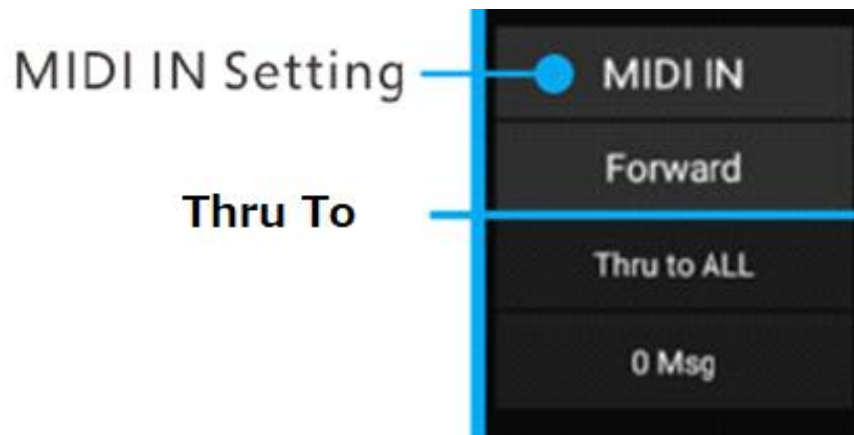 MIDI IN Setting
MIDI IN
Forward
Thru To
Thru to ALL
0 Msg